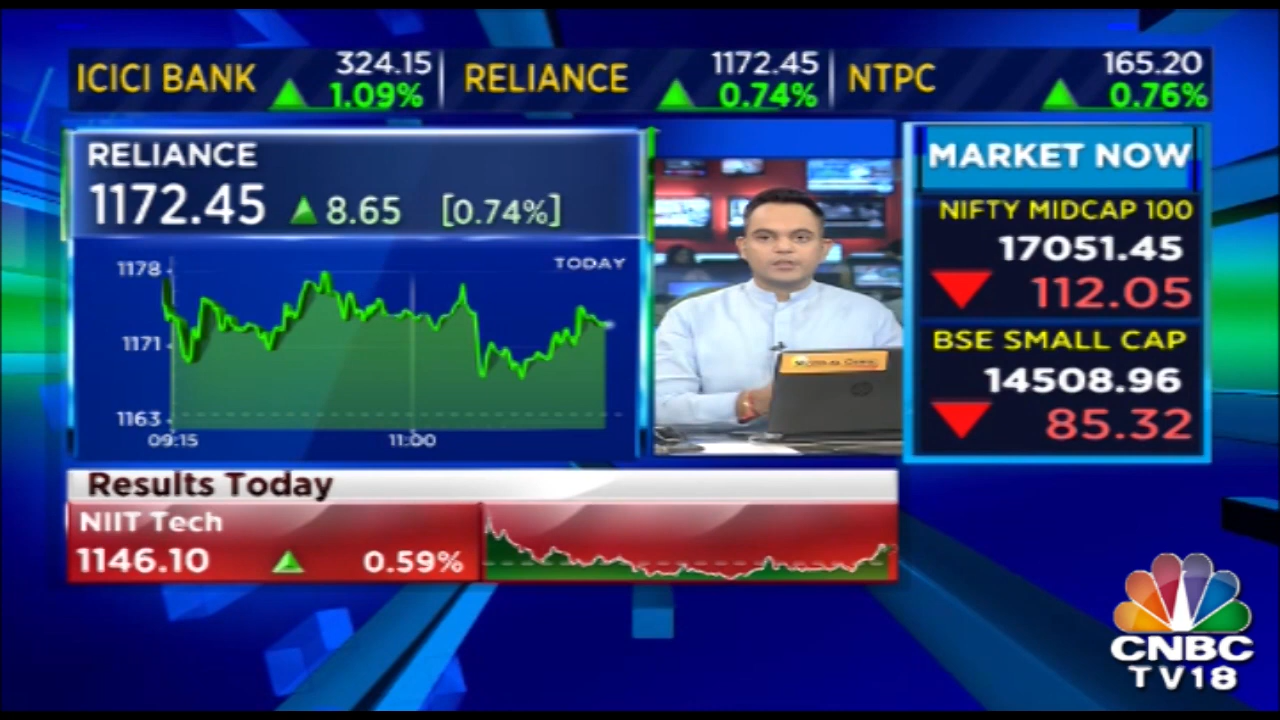 ICICI BANK 324.15 ▲ 1.09%
RELIANCE 1172.45 ▲ 0.74%
NTPC 165.20 ▲ 0.76%
RELIANCE
1172.45 ▲ 8.65 [0.74%]
TODAY
1178
1171
1163
09:15 11:00
MARKET NOW
NIFTY MIDCAP 100
17051.45
▼ 112.05
BSE SMALL CAP
14508.96
▼ 85.32
Results Today
NIIT Tech
1146.10 ▲ 0.59%
CNBC
TV18